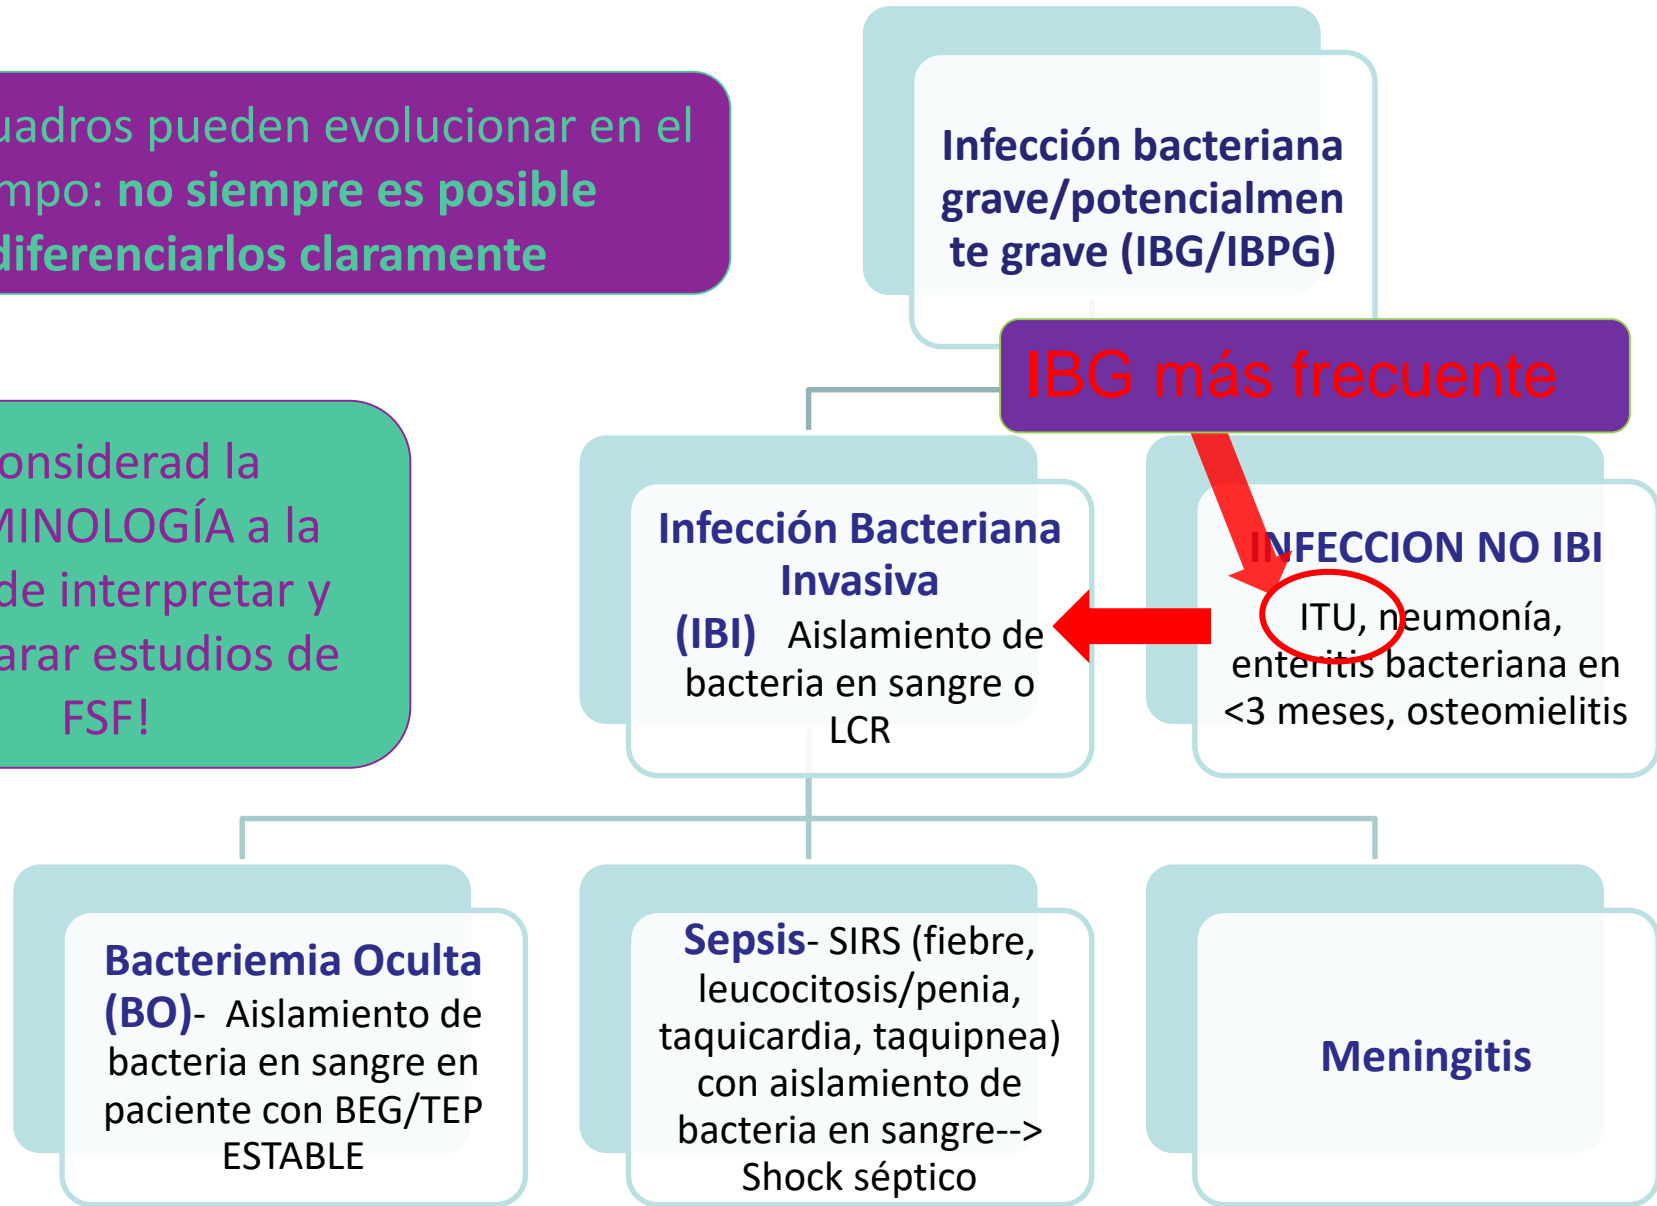 uadros pueden evolucionar en el
mpo: no siempre es posible
diferenciarlos claramente
Infección bacteriana
grave/potencialmen
te grave (IBG/IBPG)
IBG más frecuente
onsiderad la
MINOLOGÍA a la
de interpretar y
arar estudios de
FSF!
Infección Bacteriana
Invasiva
(IBI) Aislamiento de
bacteria en sangre o
LCR
INFECCION NO IBI
ITU, neumonía,
enteritis bacteriana en
<3 meses, osteomielitis
Bacteriemia Oculta
(BO)- Aislamiento de
bacteria en sangre en
paciente con BEG/TEP
ESTABLE
Sepsis- SIRS (fiebre,
leucocitosis/penia,
taquicardia, taquipnea)
con aislamiento de
bacteria en sangre-->
Shock séptico
Meningitis